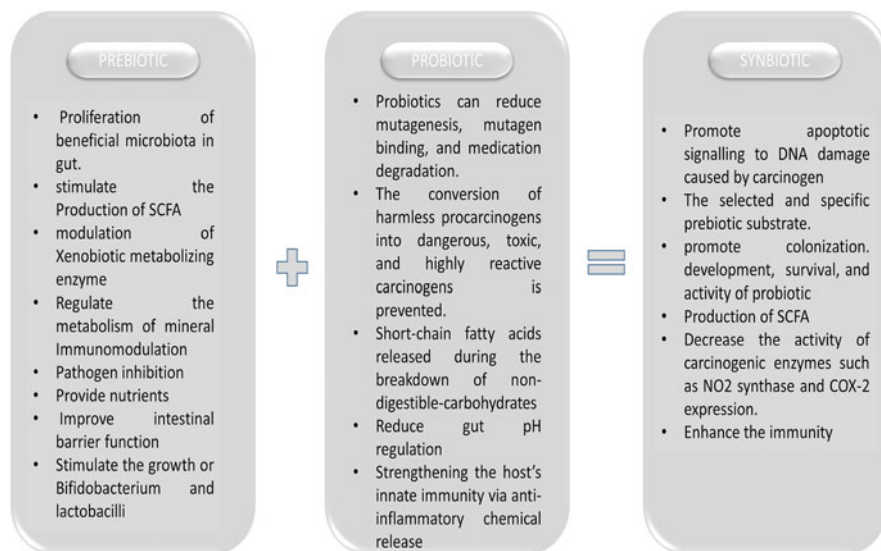 PREBIOTIC
• Proliferation of
beneficial microbiota in
gut.
• stimulate the
Production of SCFA
• modulation of
Xenobiotic metabolizing
enzyme
• Regulate the
metabolism of mineral
Immunomodulation
• Pathogen inhibition
• Provide nutrients
• Improve intestinal
barrier function
• Stimulate the growth or
Bifidobacterium and
lactobacilli
+
PROBIOTIC
• Probiotics can reduce
mutagenesis, mutagen
binding, and medication
degradation.
• The conversion of
harmless procarcinogens
into dangerous, toxic,
and highly reactive
carcinogens is
prevented.
• Short-chain fatty acids
released during the
breakdown of non-
digestible-carbohydrates
• Reduce gut pH
regulation
• Strengthening the host's
innate immunity via anti-
inflammatory chemical
release
=
SYNBIOTIC
• Promote apoptotic
signalling to DNA damage
caused by carcinogen
• The selected and specific
prebiotic substrate.
• promote colonization.
development, survival, and
activity of probiotic
• Production of SCFA
• Decrease the activity of
carcinogenic enzymes such
as NO2 synthase and COX-2
expression.
• Enhance the immunity